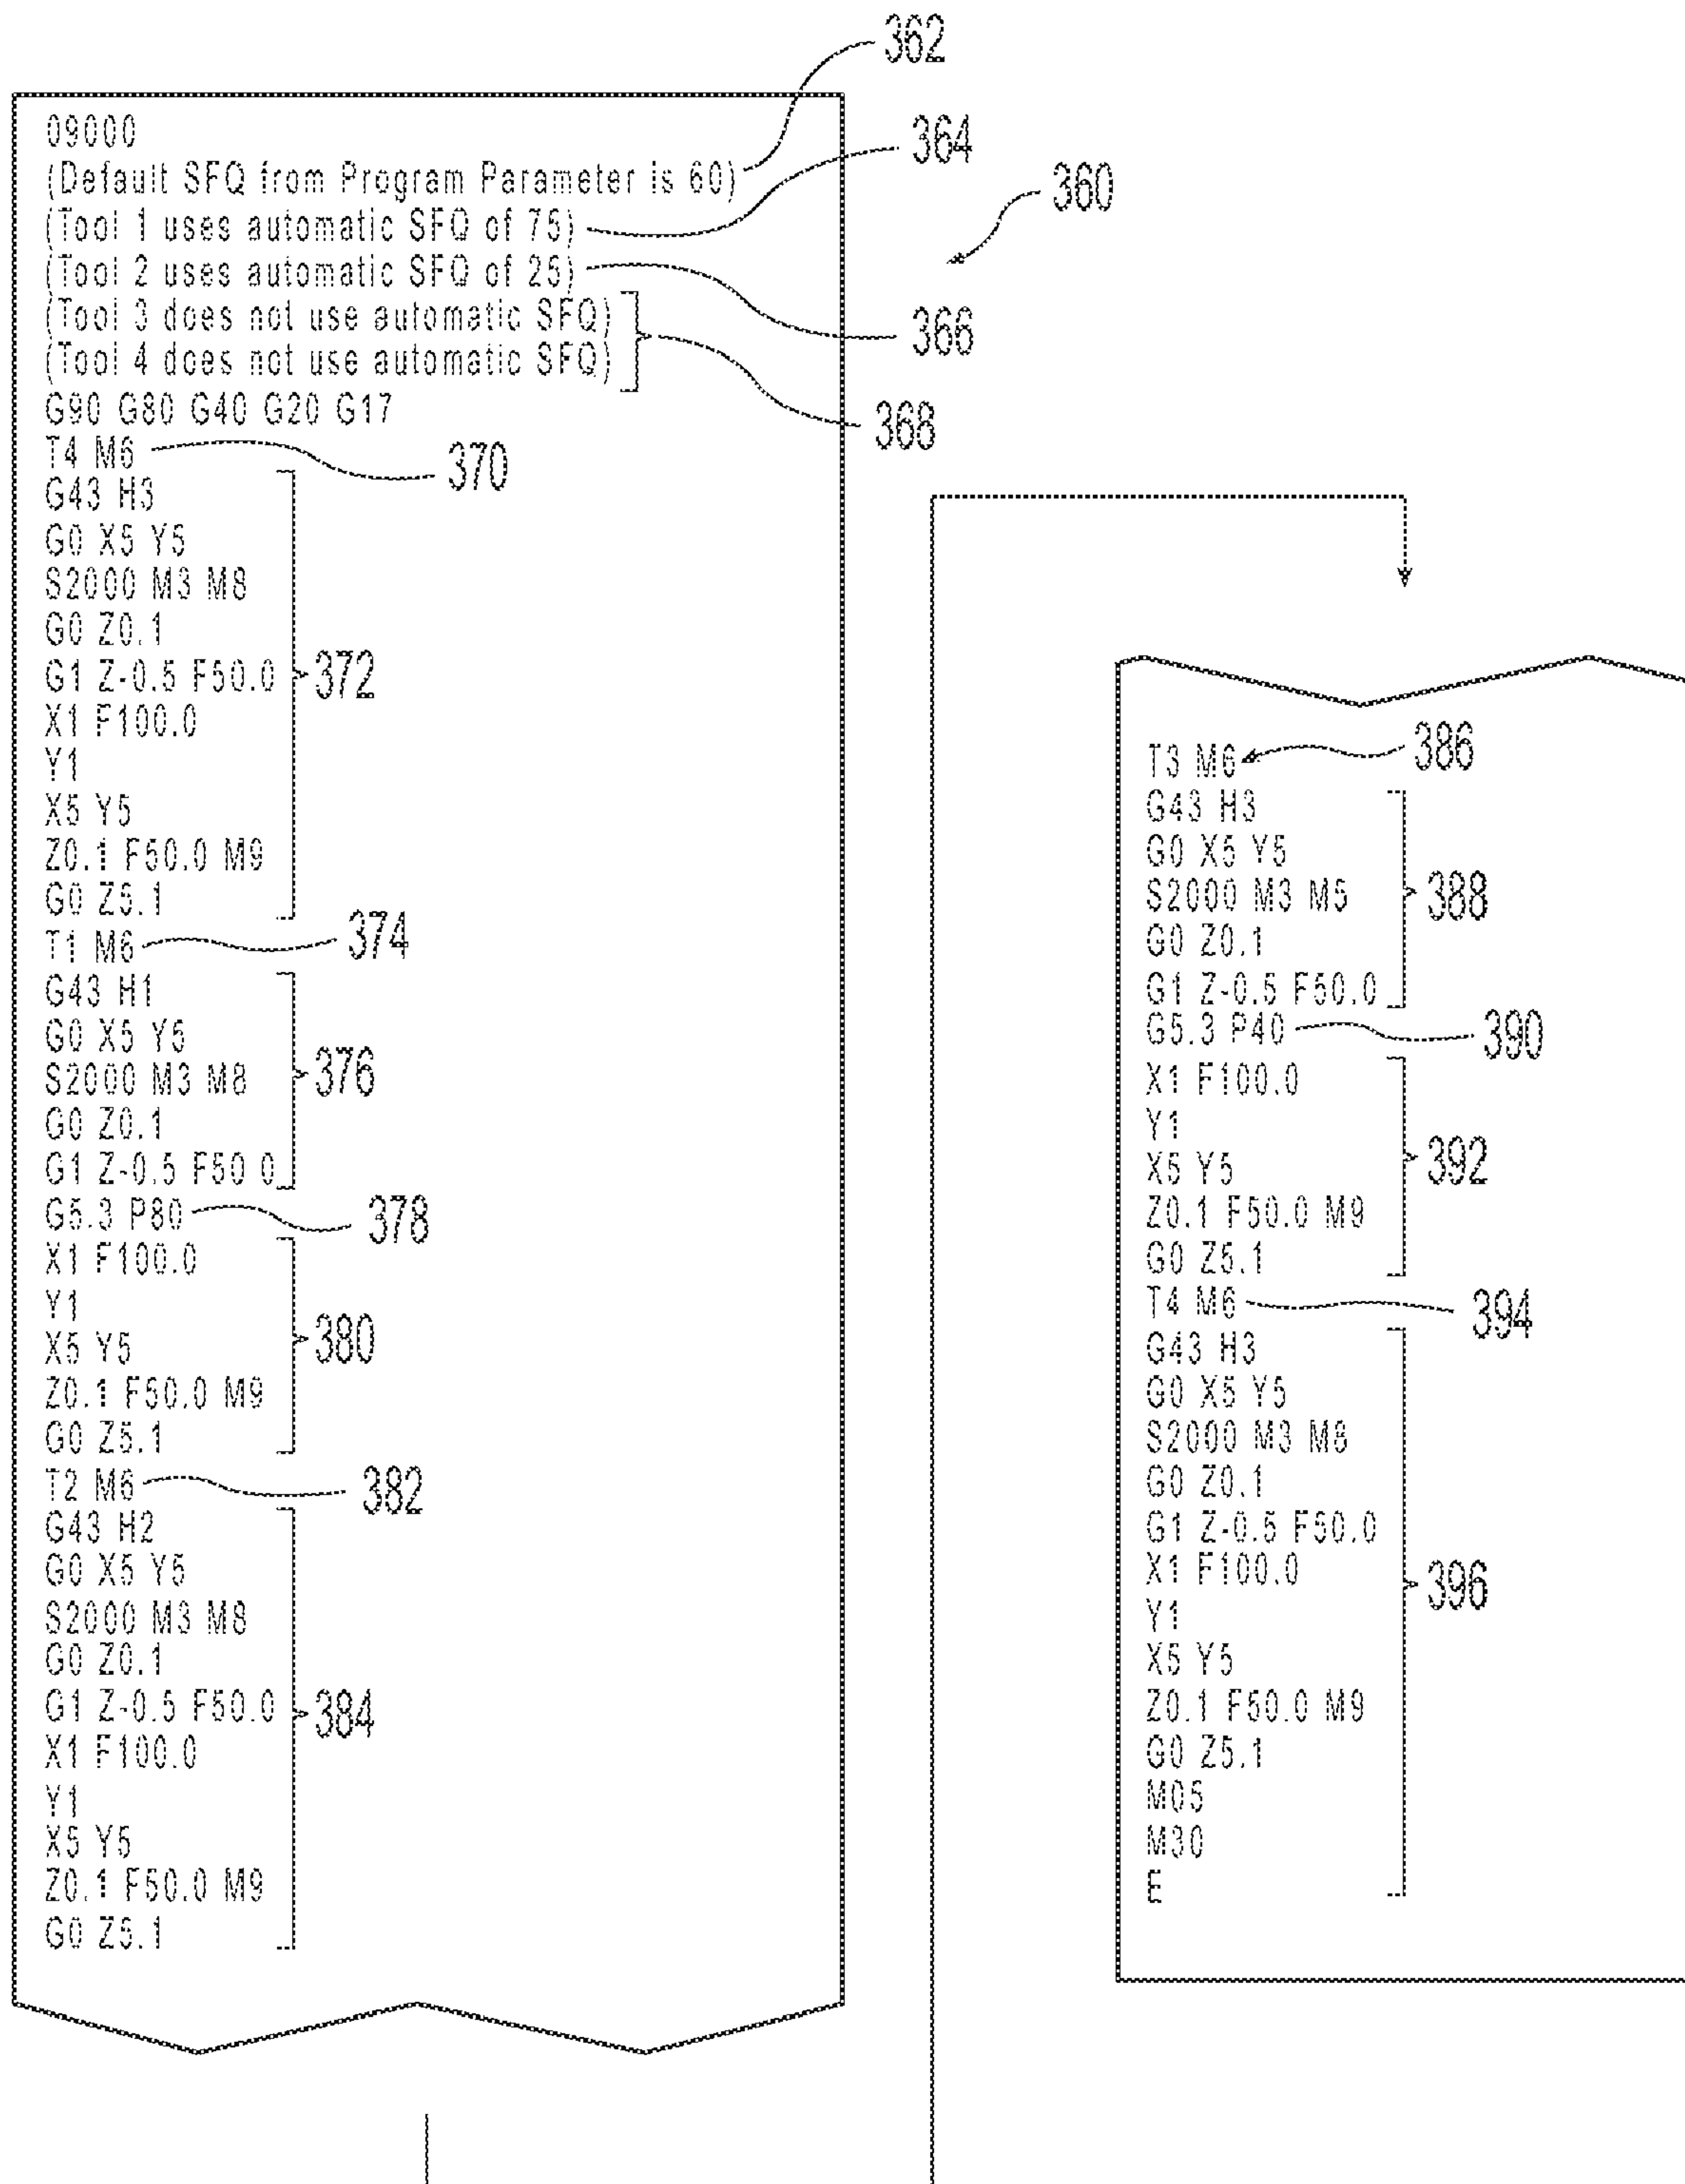 362
09000
(Default SFQ from Program Parameter is 60)
364
(Tool 1 uses automatic SFQ of 75)
360
(Tool 2 uses automatic SFQ of 25)
(Tool 3 does not use automatic SFQ)
366
(Tool 4 does not use automatic SFQ)
G90 G80 G40 G20 G17
368
T4 M6
370
G43 H3
G0 X5 Y5
S2000 M3 M8
G0 Z0.1
G1 Z-0.5 F50.0
372
X1 F100.0
Y1
X5 Y5
Z0.1 F50.0 M9
G0 Z5.1
T1 M6
374
G43 H1
G0 X5 Y5
S2000 M3 M8
376
G0 Z0.1
G1 Z-0.5 F50 0
G5.3 P80
378
X1 F100.0
Y1
X5 Y5
380
Z0.1 F50.0 M9
G0 Z5.1
T2 M6
382
G43 H2
G0 X5 Y5
S2000 M3 M8
G0 Z0.1
G1 Z-0.5 F50.0
384
X1 F100.0
Y1
X5 Y5
Z0.1 F50.0 M9
G0 Z5.1
T3 M6
386
G43 H3
G0 X5 Y5
S2000 M3 M5
388
G0 Z0.1
G1 Z-0.5 F50.0
G5.3 P40
390
X1 F100.0
Y1
X5 Y5
392
Z0.1 F50.0 M9
G0 Z5.1
T4 M6
394
G43 H3
G0 X5 Y5
S2000 M3 M8
G0 Z0.1
G1 Z-0.5 F50.0
X1 F100.0
396
Y1
X5 Y5
Z0.1 F50.0 M9
G0 Z5.1
M05
M30
E